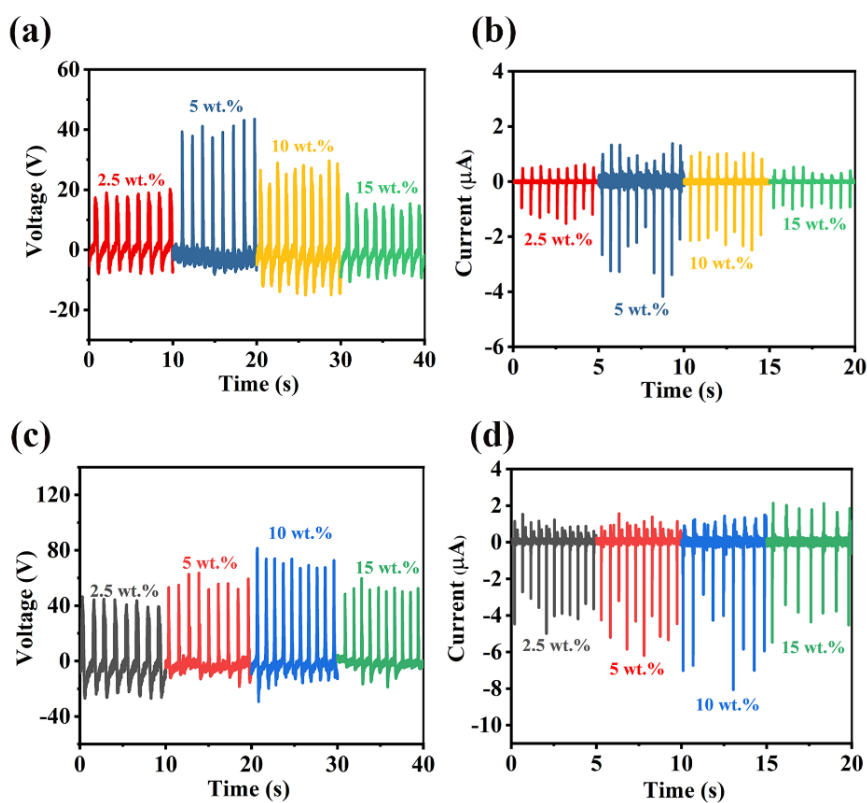 (a)
60
40
20
0
-20
Voltage (V)
2.5 wt.%
5 wt.%
10 wt.%
15 wt.%
0 10 20 30 40
Time (s)
(b)
4
2
0
-2
-4
-6
Current (μA)
2.5 wt.%
5 wt.%
10 wt.%
15 wt.%
0 5 10 15 20
Time (s)
(c)
120
80
40
0
-40
Voltage (V)
2.5 wt.%
5 wt.%
10 wt.%
15 wt.%
0 10 20 30 40
Time (s)
(d)
4
2
0
-2
-4
-6
-8
-10
Current (μA)
2.5 wt.%
5 wt.%
10 wt.%
15 wt.%
0 5 10 15 20
Time (s)